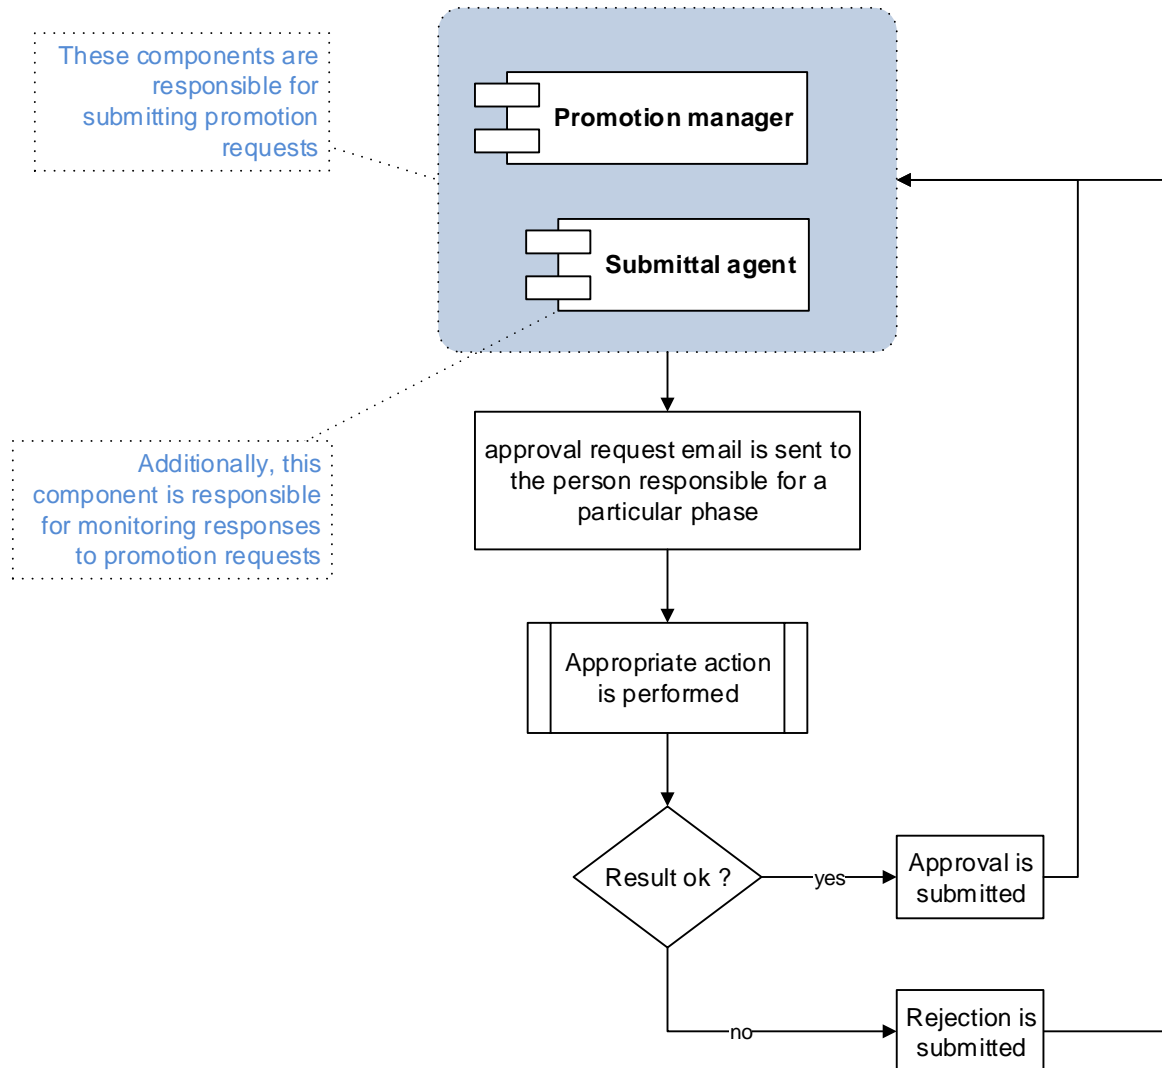 These components are
responsible for
submitting promotion
requests
Promotion manager
Submittal agent
Additionally, this
component is responsible
for monitoring responses
to promotion requests
approval request email is sent to
the person responsible for a
particular phase
Appropriate action
is performed
Result ok ?
yes
Approval is
submitted
no
Rejection is
submitted